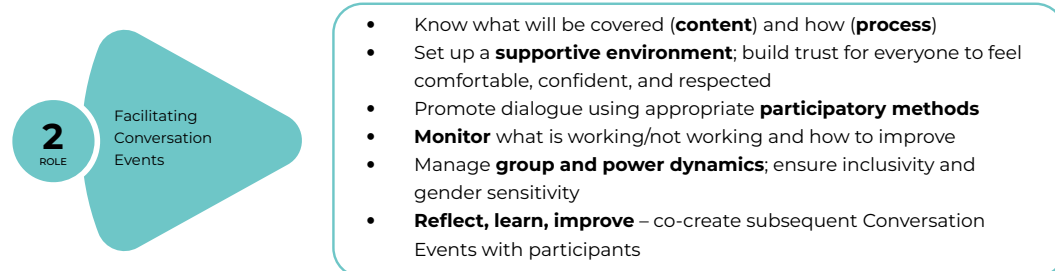 2
ROLE
Facilitating
Conversation
Events
• Know what will be covered (content) and how (process)
• Set up a supportive environment; build trust for everyone to feel
comfortable, confident, and respected
• Promote dialogue using appropriate participatory methods
• Monitor what is working/not working and how to improve
• Manage group and power dynamics; ensure inclusivity and
gender sensitivity
• Reflect, learn, improve – co-create subsequent Conversation
Events with participants